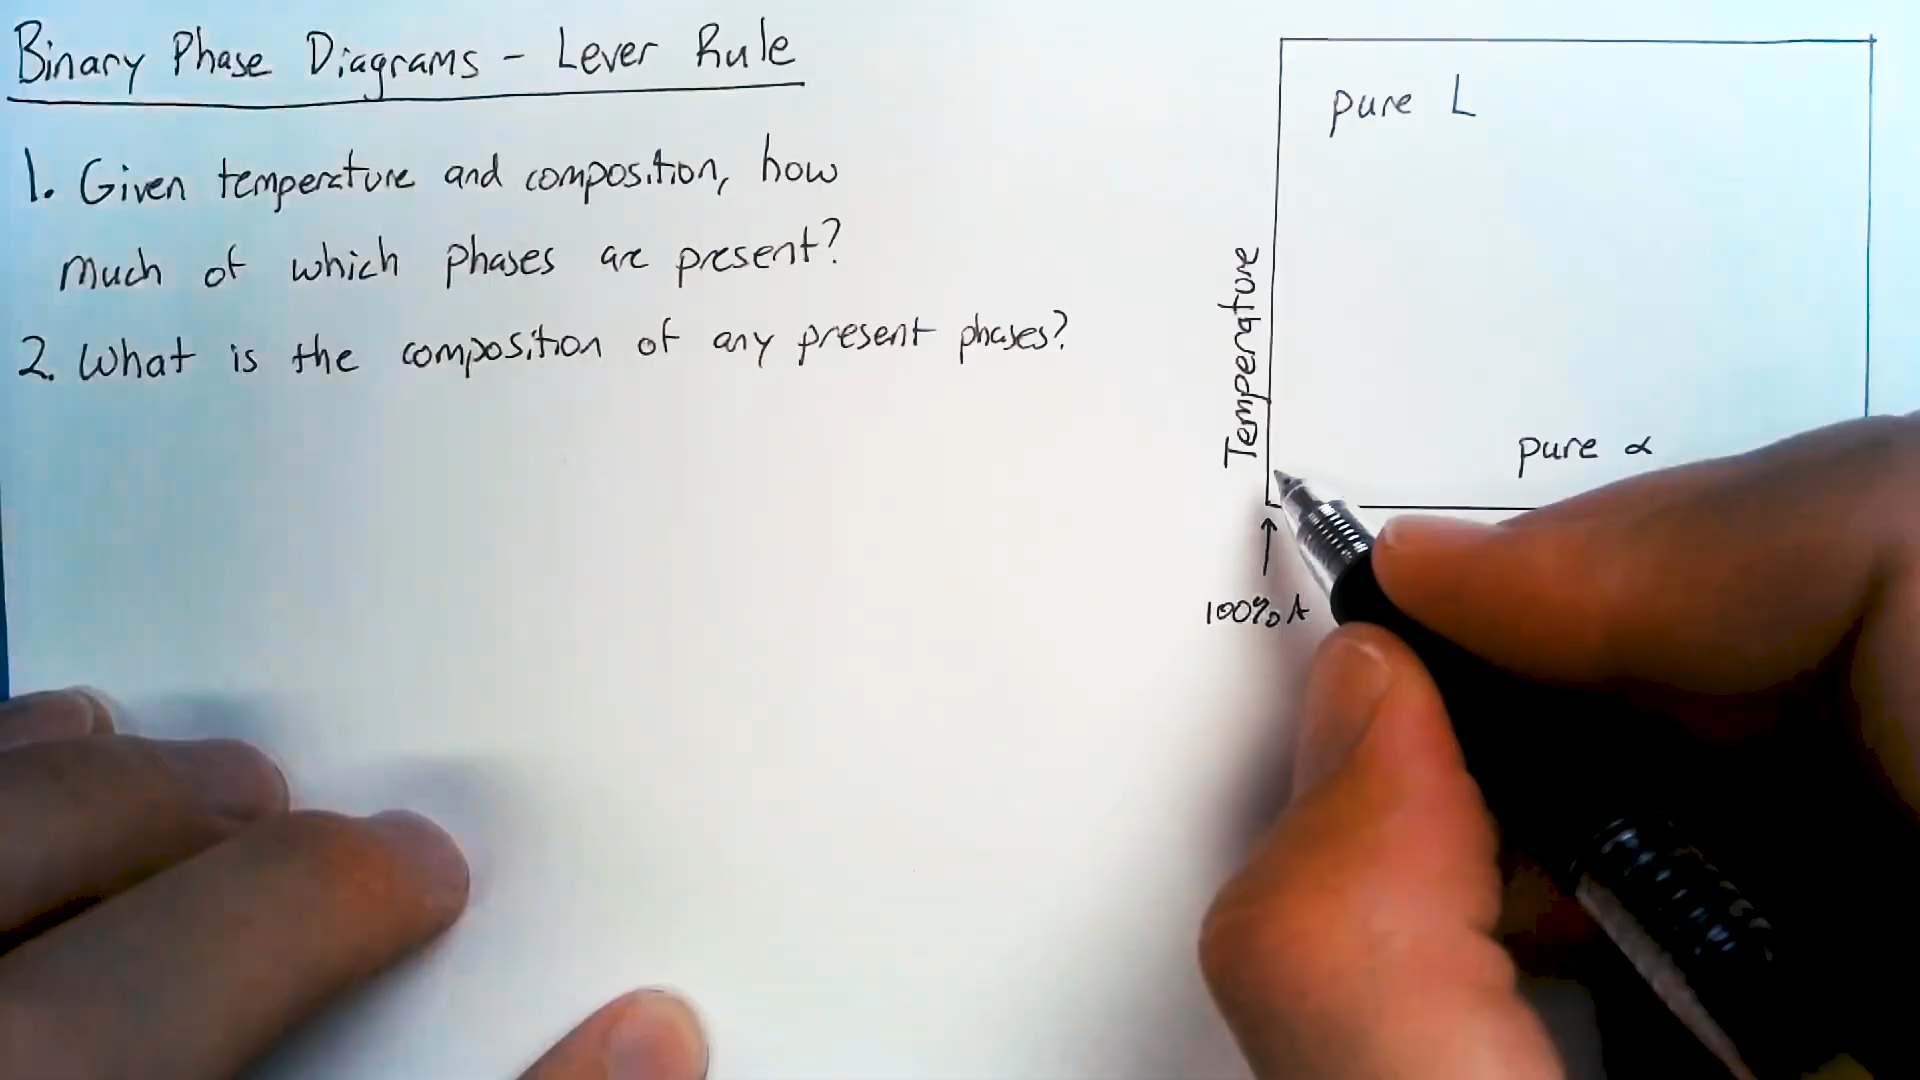 Binary Phase Diagrams - Lever Rule
1. Given temperature and composition, how
much of which phases are present?
2. What is the composition of any present phases?
pure L
Temperature
pure α
100% A